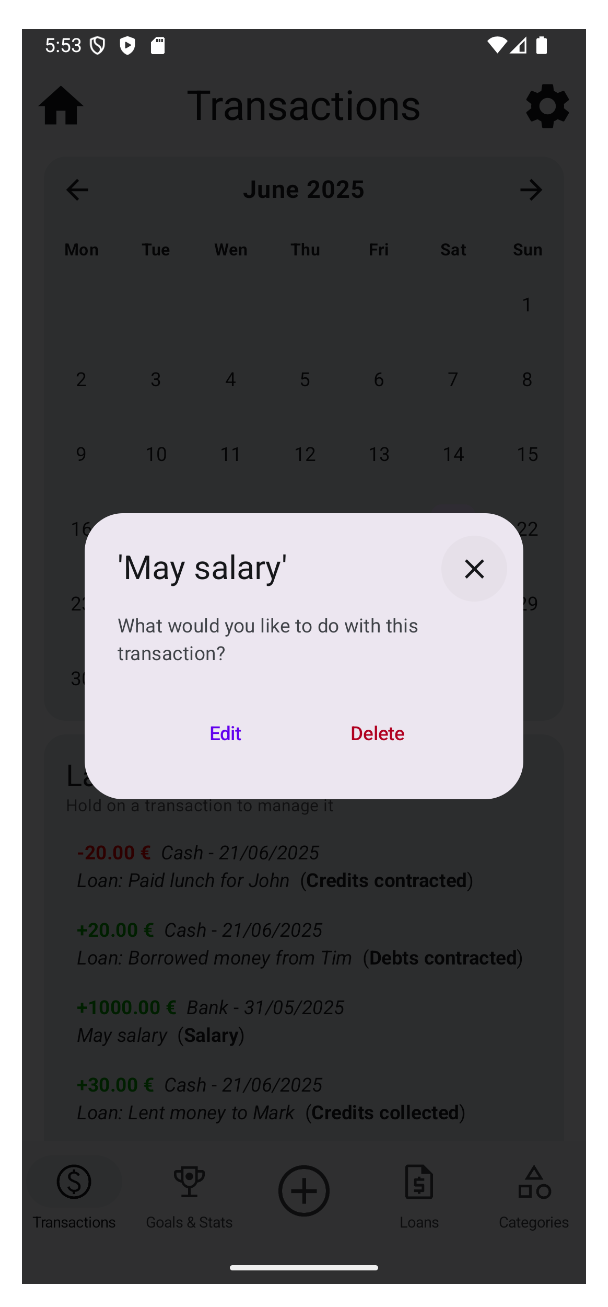 5:53
Transactions
June 2025
Mon Tue Wen Thu Fri Sat Sun
1
2 3 4 5 6 7 8
9 10 11 12 13 14 15
16 22
'May salary'
What would you like to do with this
transaction?
29
30
Edit Delete
Hold on a transaction to manage it
-20.00 € Cash - 21/06/2025
Loan: Paid lunch for John (Credits contracted)
+20.00 € Cash - 21/06/2025
Loan: Borrowed money from Tim (Debts contracted)
+1000.00 € Bank - 31/05/2025
May salary (Salary)
+30.00 € Cash - 21/06/2025
Loan: Lent money to Mark (Credits collected)
Transactions Goals & Stats Loans Categories